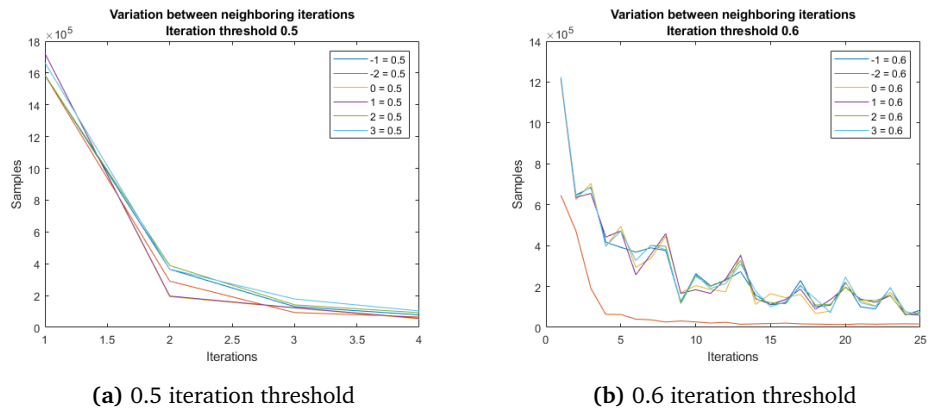 Variation between neighboring iterations
Iteration threshold 0.5
×10⁵
18
16
14
12
10
8
6
4
2
0
Samples
-1 = 0.5
-2 = 0.5
0 = 0.5
1 = 0.5
2 = 0.5
3 = 0.5
1 1.5 2 2.5 3 3.5 4
Iterations
(a) 0.5 iteration threshold
Variation between neighboring iterations
Iteration threshold 0.6
×10⁵
14
12
10
8
6
4
2
0
Samples
-1 = 0.6
-2 = 0.6
0 = 0.6
1 = 0.6
2 = 0.6
3 = 0.6
0 5 10 15 20 25
Iterations
(b) 0.6 iteration threshold